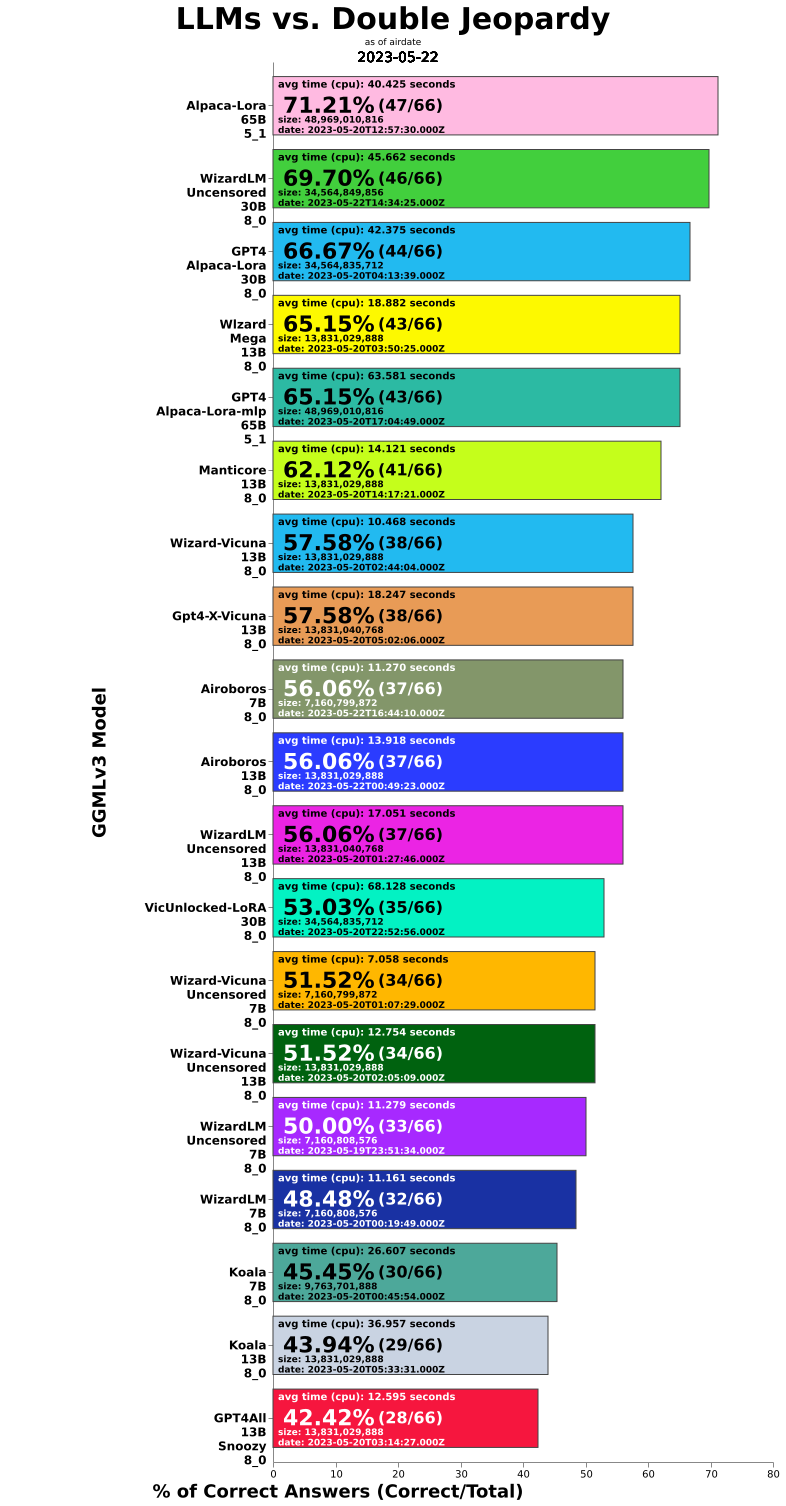 LLMs vs. Double Jeopardy
as of airdate
2023-05-22
GGMLv3 Model
Alpaca-Lora
65B
5_1
avg time (cpu): 40.425 seconds
71.21% (47/66)
size: 48,969,010,816
date: 2023-05-20T12:57:30.000Z
WizardLM
Uncensored
30B
8_0
avg time (cpu): 45.662 seconds
69.70% (46/66)
size: 34,564,849,856
date: 2023-05-22T14:34:25.000Z
GPT4
Alpaca-Lora
30B
8_0
avg time (cpu): 42.375 seconds
66.67% (44/66)
size: 34,564,835,712
date: 2023-05-20T04:13:39.000Z
WIzard
Mega
13B
8_0
avg time (cpu): 18.882 seconds
65.15% (43/66)
size: 13,831,029,888
date: 2023-05-20T03:50:25.000Z
GPT4
Alpaca-Lora-mlp
65B
5_1
avg time (cpu): 63.581 seconds
65.15% (43/66)
size: 48,969,010,816
date: 2023-05-20T17:04:49.000Z
Manticore
13B
8_0
avg time (cpu): 14.121 seconds
62.12% (41/66)
size: 13,831,029,888
date: 2023-05-20T14:17:21.000Z
Wizard-Vicuna
13B
8_0
avg time (cpu): 10.468 seconds
57.58% (38/66)
size: 13,831,029,888
date: 2023-05-20T02:44:04.000Z
Gpt4-X-Vicuna
13B
8_0
avg time (cpu): 18.247 seconds
57.58% (38/66)
size: 13,831,040,768
date: 2023-05-20T05:02:06.000Z
Airoboros
7B
8_0
avg time (cpu): 11.270 seconds
56.06% (37/66)
size: 7,160,799,872
date: 2023-05-22T16:44:10.000Z
Airoboros
13B
8_0
avg time (cpu): 13.918 seconds
56.06% (37/66)
size: 13,831,029,888
date: 2023-05-22T00:49:23.000Z
WizardLM
Uncensored
13B
8_0
avg time (cpu): 17.051 seconds
56.06% (37/66)
size: 13,831,040,768
date: 2023-05-20T01:27:46.000Z
VicUnlocked-LoRA
30B
8_0
avg time (cpu): 68.128 seconds
53.03% (35/66)
size: 34,564,835,712
date: 2023-05-20T22:52:56.000Z
Wizard-Vicuna
Uncensored
7B
8_0
avg time (cpu): 7.058 seconds
51.52% (34/66)
size: 7,160,799,872
date: 2023-05-20T01:07:29.000Z
Wizard-Vicuna
Uncensored
13B
8_0
avg time (cpu): 12.754 seconds
51.52% (34/66)
size: 13,831,029,888
date: 2023-05-20T02:05:09.000Z
WizardLM
Uncensored
7B
8_0
avg time (cpu): 11.279 seconds
50.00% (33/66)
size: 7,160,808,576
date: 2023-05-19T23:51:34.000Z
WizardLM
7B
8_0
avg time (cpu): 11.161 seconds
48.48% (32/66)
size: 7,160,808,576
date: 2023-05-20T00:19:49.000Z
Koala
7B
8_0
avg time (cpu): 26.607 seconds
45.45% (30/66)
size: 9,763,701,888
date: 2023-05-20T00:45:54.000Z
Koala
13B
8_0
avg time (cpu): 36.957 seconds
43.94% (29/66)
size: 13,831,029,888
date: 2023-05-20T05:33:31.000Z
GPT4All
13B
Snoozy
8_0
avg time (cpu): 12.595 seconds
42.42% (28/66)
size: 13,831,029,888
date: 2023-05-20T03:14:27.000Z
0 10 20 30 40 50 60 70 80
% of Correct Answers (Correct/Total)